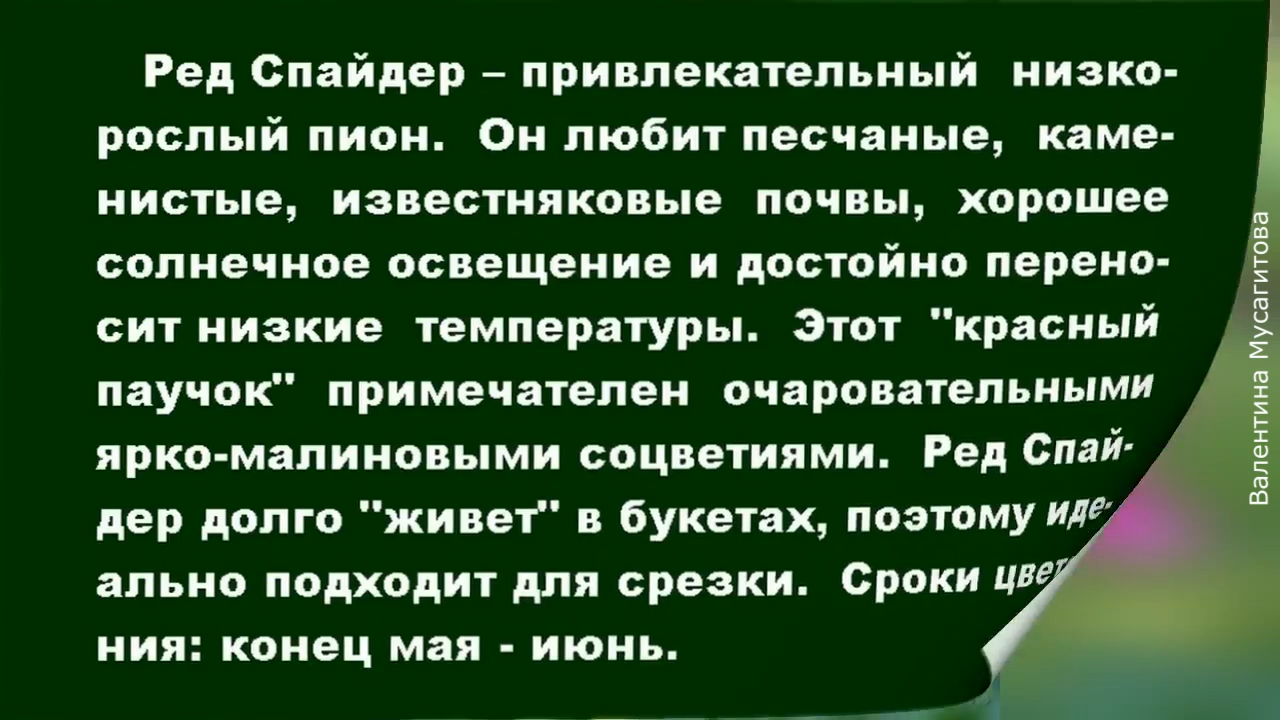 Ред Спайдер – привлекательный низко-
рослый пион. Он любит песчаные, каме-
нистые, известняковые почвы, хорошее
солнечное освещение и достойно перено-
сит низкие температуры. Этот "красный
паучок" примечателен очаровательными
ярко-малиновыми соцветиями. Ред Спай-
дер долго "живет" в букетах, поэтому иде-
ально подходит для срезки. Сроки цвете
ния: конец мая - июнь.
Валентина Мусагитова